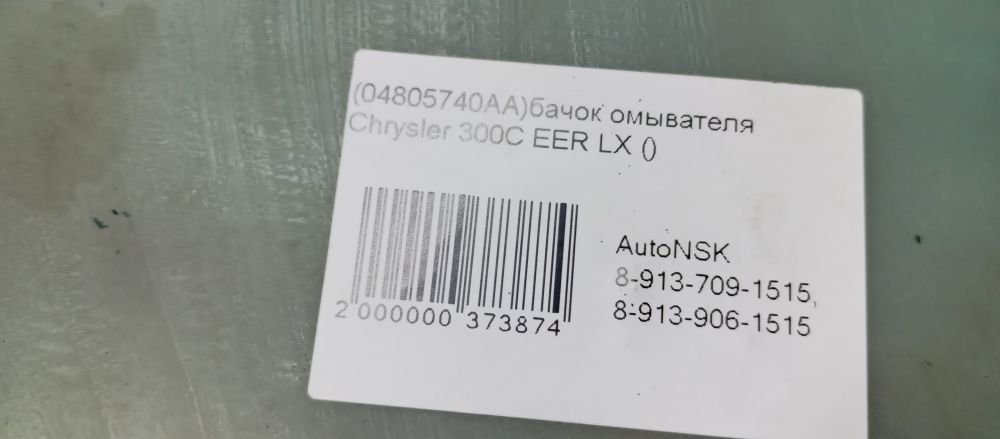 (04805740AA)бачок омывателя
Chrysler 300C EER LX ()
AutoNSK
8-913-709-1515,
8-913-906-1515
2 000000 373874